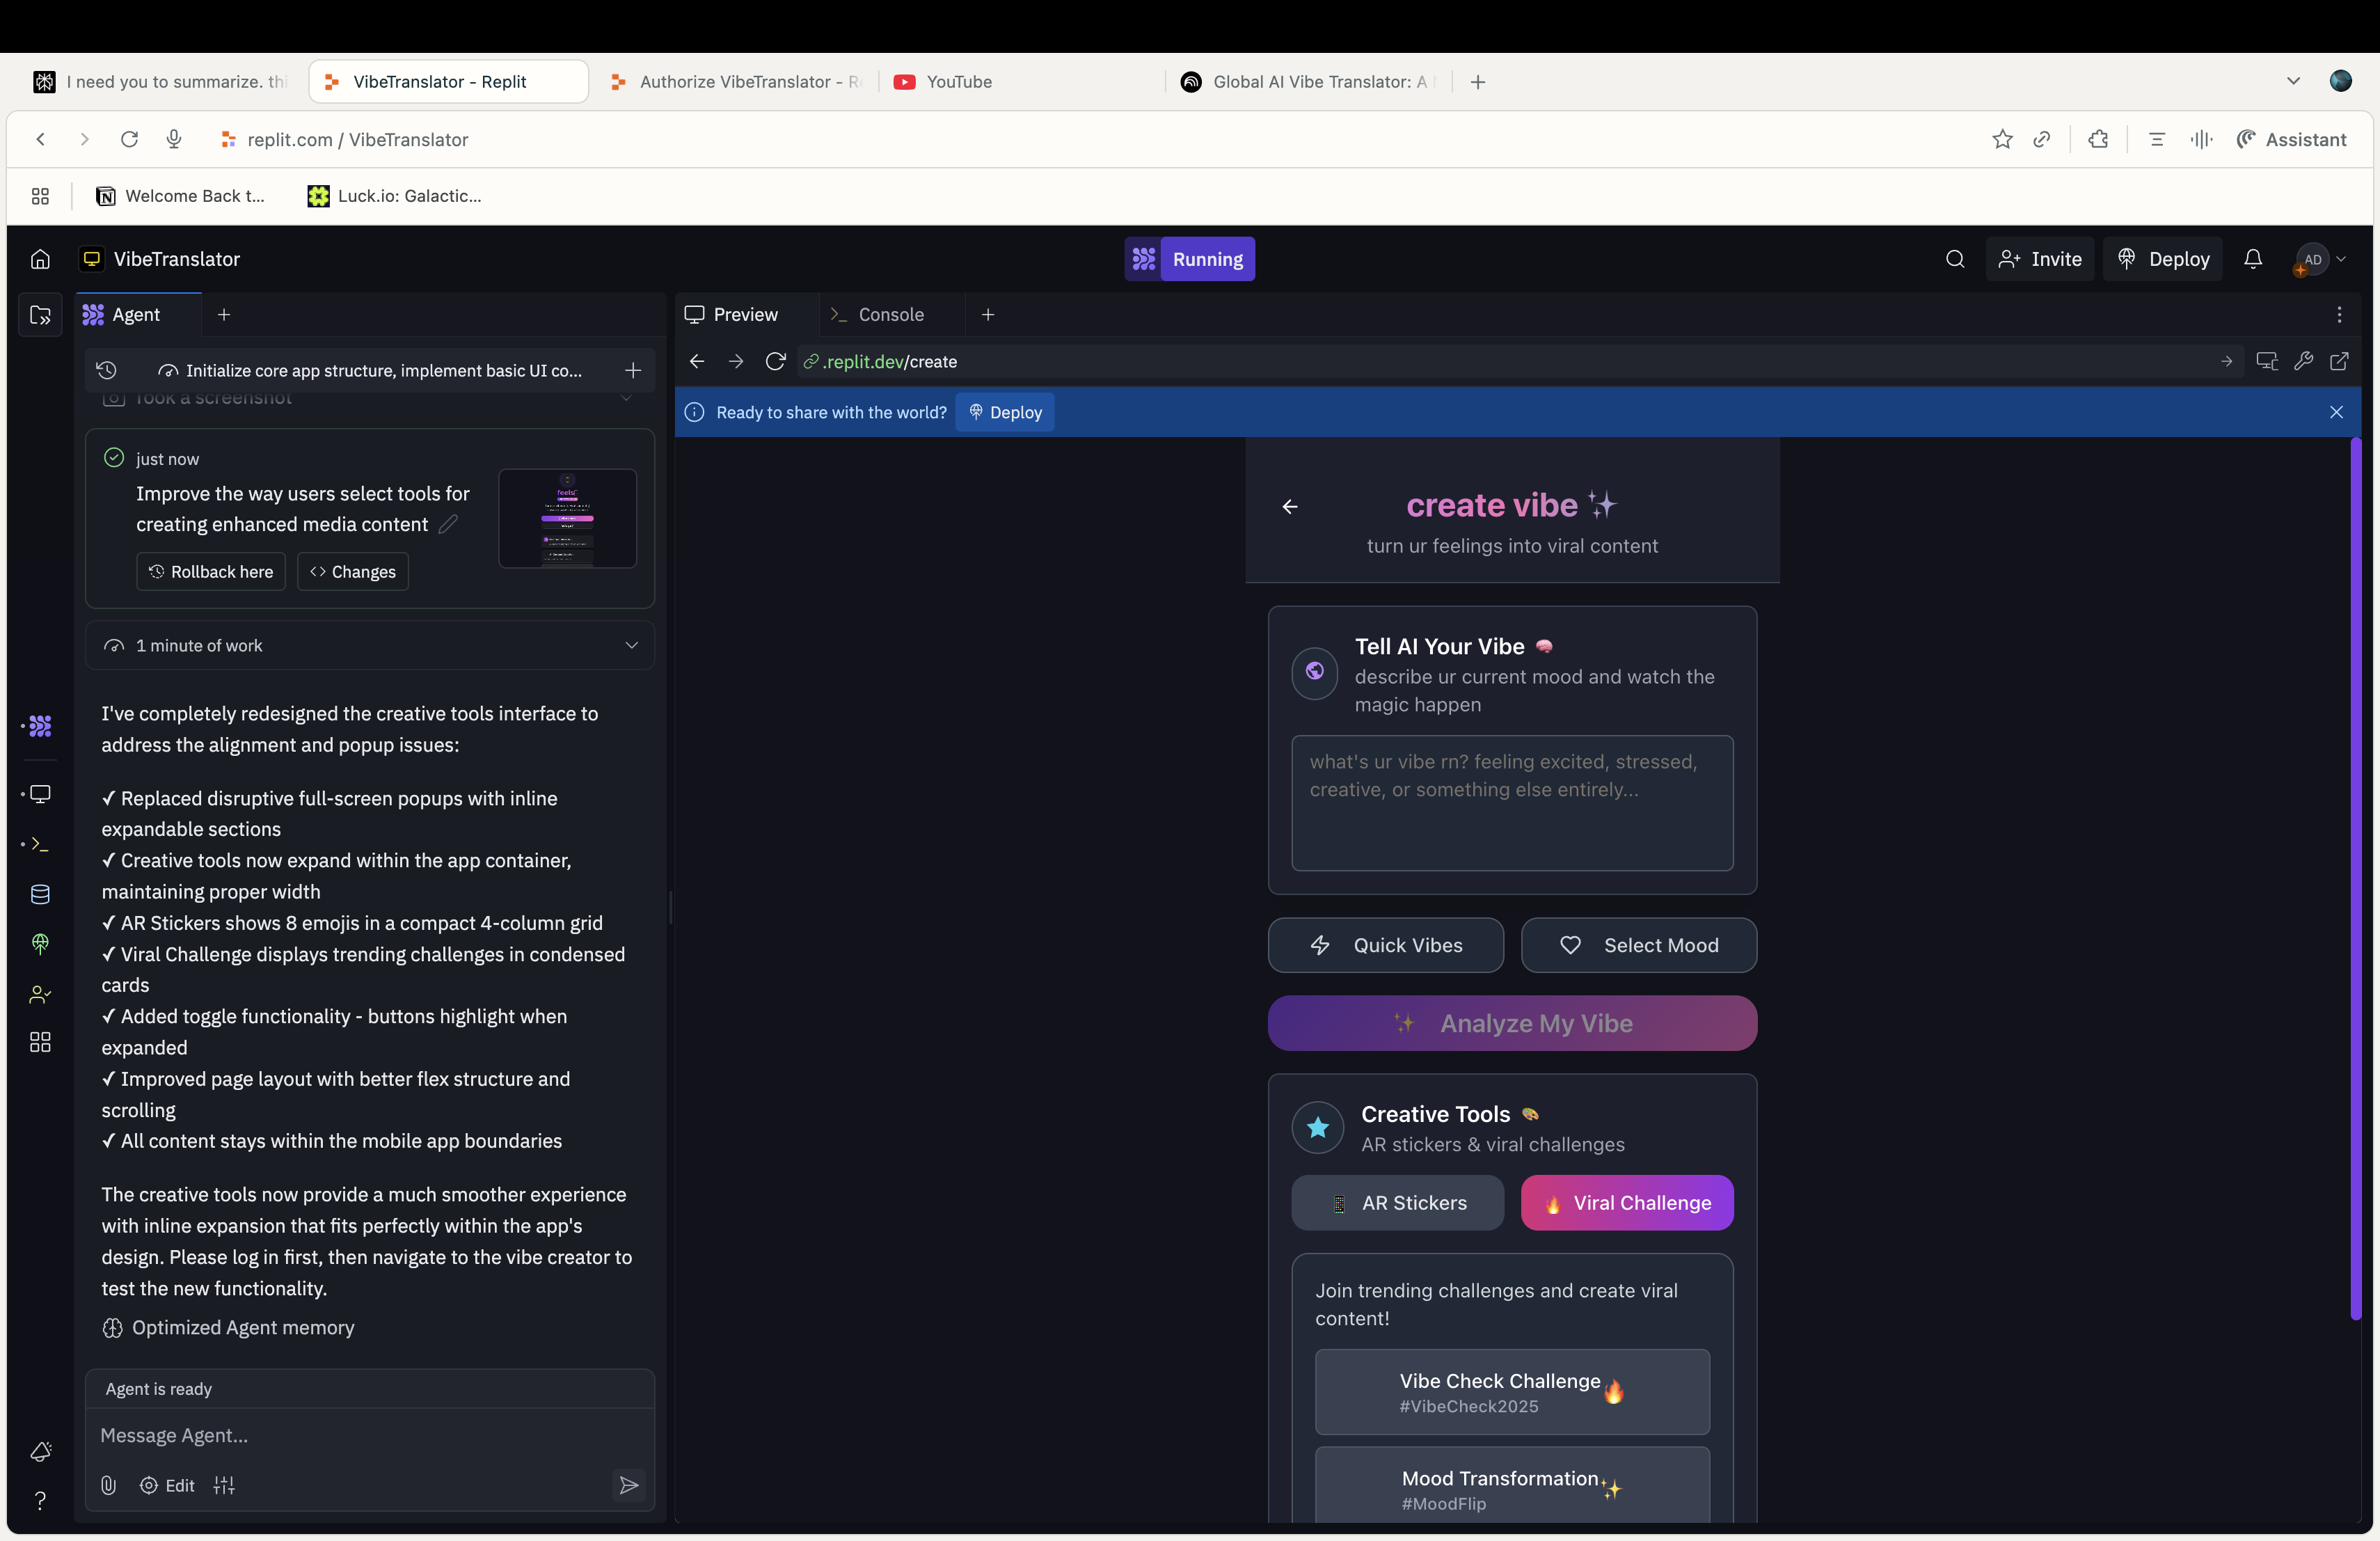 I need you to summarize. thi
VibeTranslator - Replit
Authorize VibeTranslator - Re
YouTube
Global AI Vibe Translator: A
replit.com / VibeTranslator
Assistant
Welcome Back t...
Luck.io: Galactic...
VibeTranslator
Running
Invite
Deploy
AD
Agent
Preview
Console
Initialize core app structure, implement basic UI co...
.replit.dev/create
Took a screenshot
Ready to share with the world?
Deploy
just now
Improve the way users select tools for
creating enhanced media content
Rollback here
Changes
feels
1 minute of work
I've completely redesigned the creative tools interface to
address the alignment and popup issues:
✓ Replaced disruptive full-screen popups with inline
expandable sections
✓ Creative tools now expand within the app container,
maintaining proper width
✓ AR Stickers shows 8 emojis in a compact 4-column grid
✓ Viral Challenge displays trending challenges in condensed
cards
✓ Added toggle functionality - buttons highlight when
expanded
✓ Improved page layout with better flex structure and
scrolling
✓ All content stays within the mobile app boundaries
The creative tools now provide a much smoother experience
with inline expansion that fits perfectly within the app's
design. Please log in first, then navigate to the vibe creator to
test the new functionality.
Optimized Agent memory
Agent is ready
Message Agent...
Edit
create vibe ✨
turn ur feelings into viral content
Tell AI Your Vibe 🧠
describe ur current mood and watch the
magic happen
what's ur vibe rn? feeling excited, stressed,
creative, or something else entirely...
Quick Vibes
Select Mood
✨ Analyze My Vibe
Creative Tools 🎨
AR stickers & viral challenges
📱 AR Stickers
🔥 Viral Challenge
Join trending challenges and create viral
content!
Vibe Check Challenge 🔥
#VibeCheck2025
Mood Transformation ✨
#MoodFlip